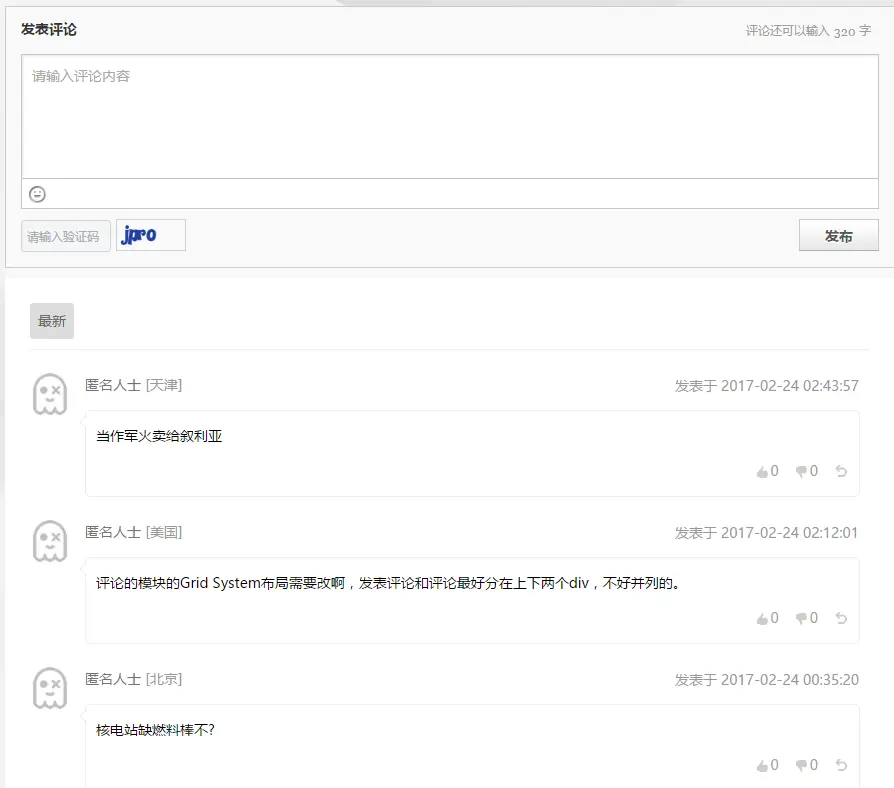 发表评论
评论还可以输入 320 字
请输入评论内容
请输入验证码
jpro
发布
最新
匿名人士 [天津]
发表于 2017-02-24 02:43:57
当作军火卖给叙利亚
0 0
匿名人士 [美国]
发表于 2017-02-24 02:12:01
评论的模块的Grid System布局需要改啊，发表评论和评论最好分在上下两个div，不好并列的。
0 0
匿名人士 [北京]
发表于 2017-02-24 00:35:20
核电站缺燃料棒不?
0 0